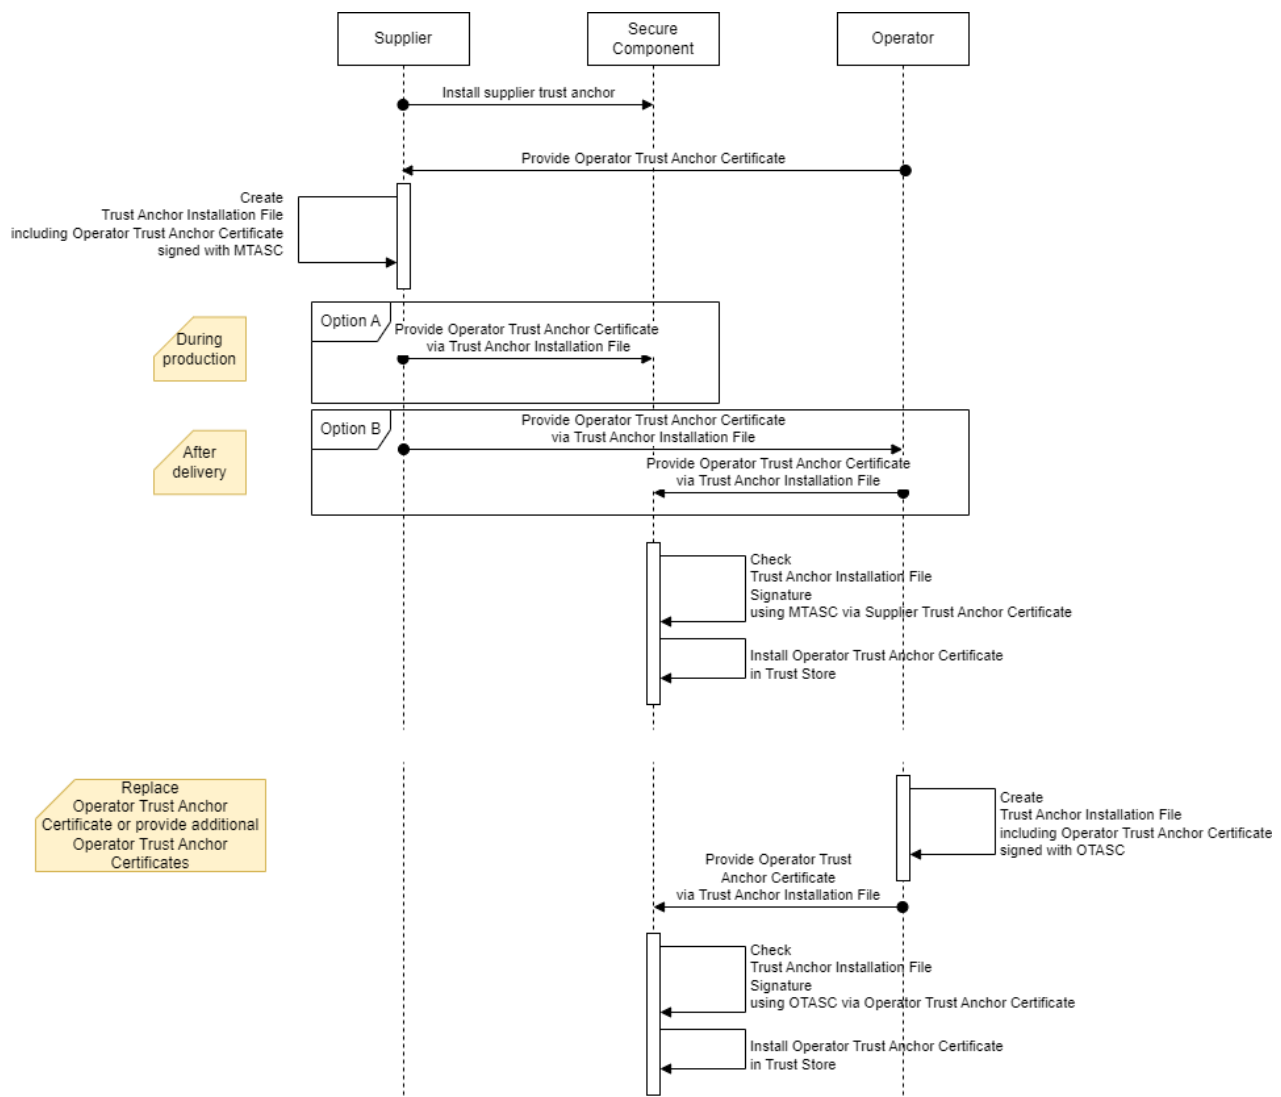 Supplier
Secure
Component
Operator
Install supplier trust anchor
Provide Operator Trust Anchor Certificate
Create
Trust Anchor Installation File
including Operator Trust Anchor Certificate
signed with MTASC
During
production
Option A
Provide Operator Trust Anchor Certificate
via Trust Anchor Installation File
After
delivery
Option B
Provide Operator Trust Anchor Certificate
via Trust Anchor Installation File
Provide Operator Trust Anchor Certificate
via Trust Anchor Installation File
Check
Trust Anchor Installation File
Signature
using MTASC via Supplier Trust Anchor Certificate
Install Operator Trust Anchor Certificate
in Trust Store
Replace
Operator Trust Anchor
Certificate or provide additional
Operator Trust Anchor
Certificates
Create
Trust Anchor Installation File
including Operator Trust Anchor Certificate
signed with OTASC
Provide Operator Trust
Anchor Certificate
via Trust Anchor Installation File
Check
Trust Anchor Installation File
Signature
using OTASC via Operator Trust Anchor Certificate
Install Operator Trust Anchor Certificate
in Trust Store